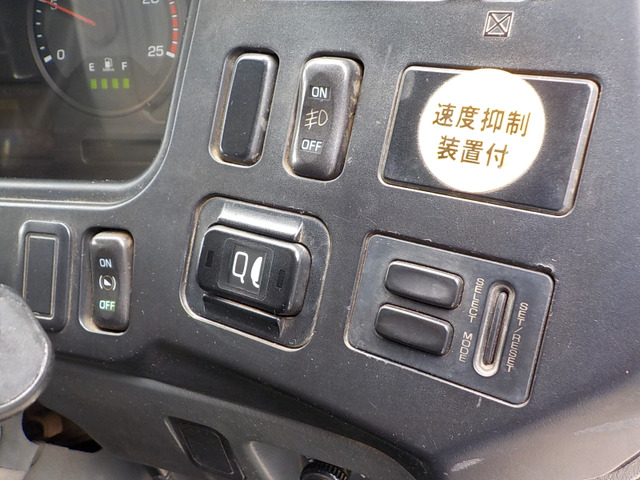 0
25
E F
ON
OFF
速度抑制
装置付
ON
OFF
SELECT
MODE
SET/RESET